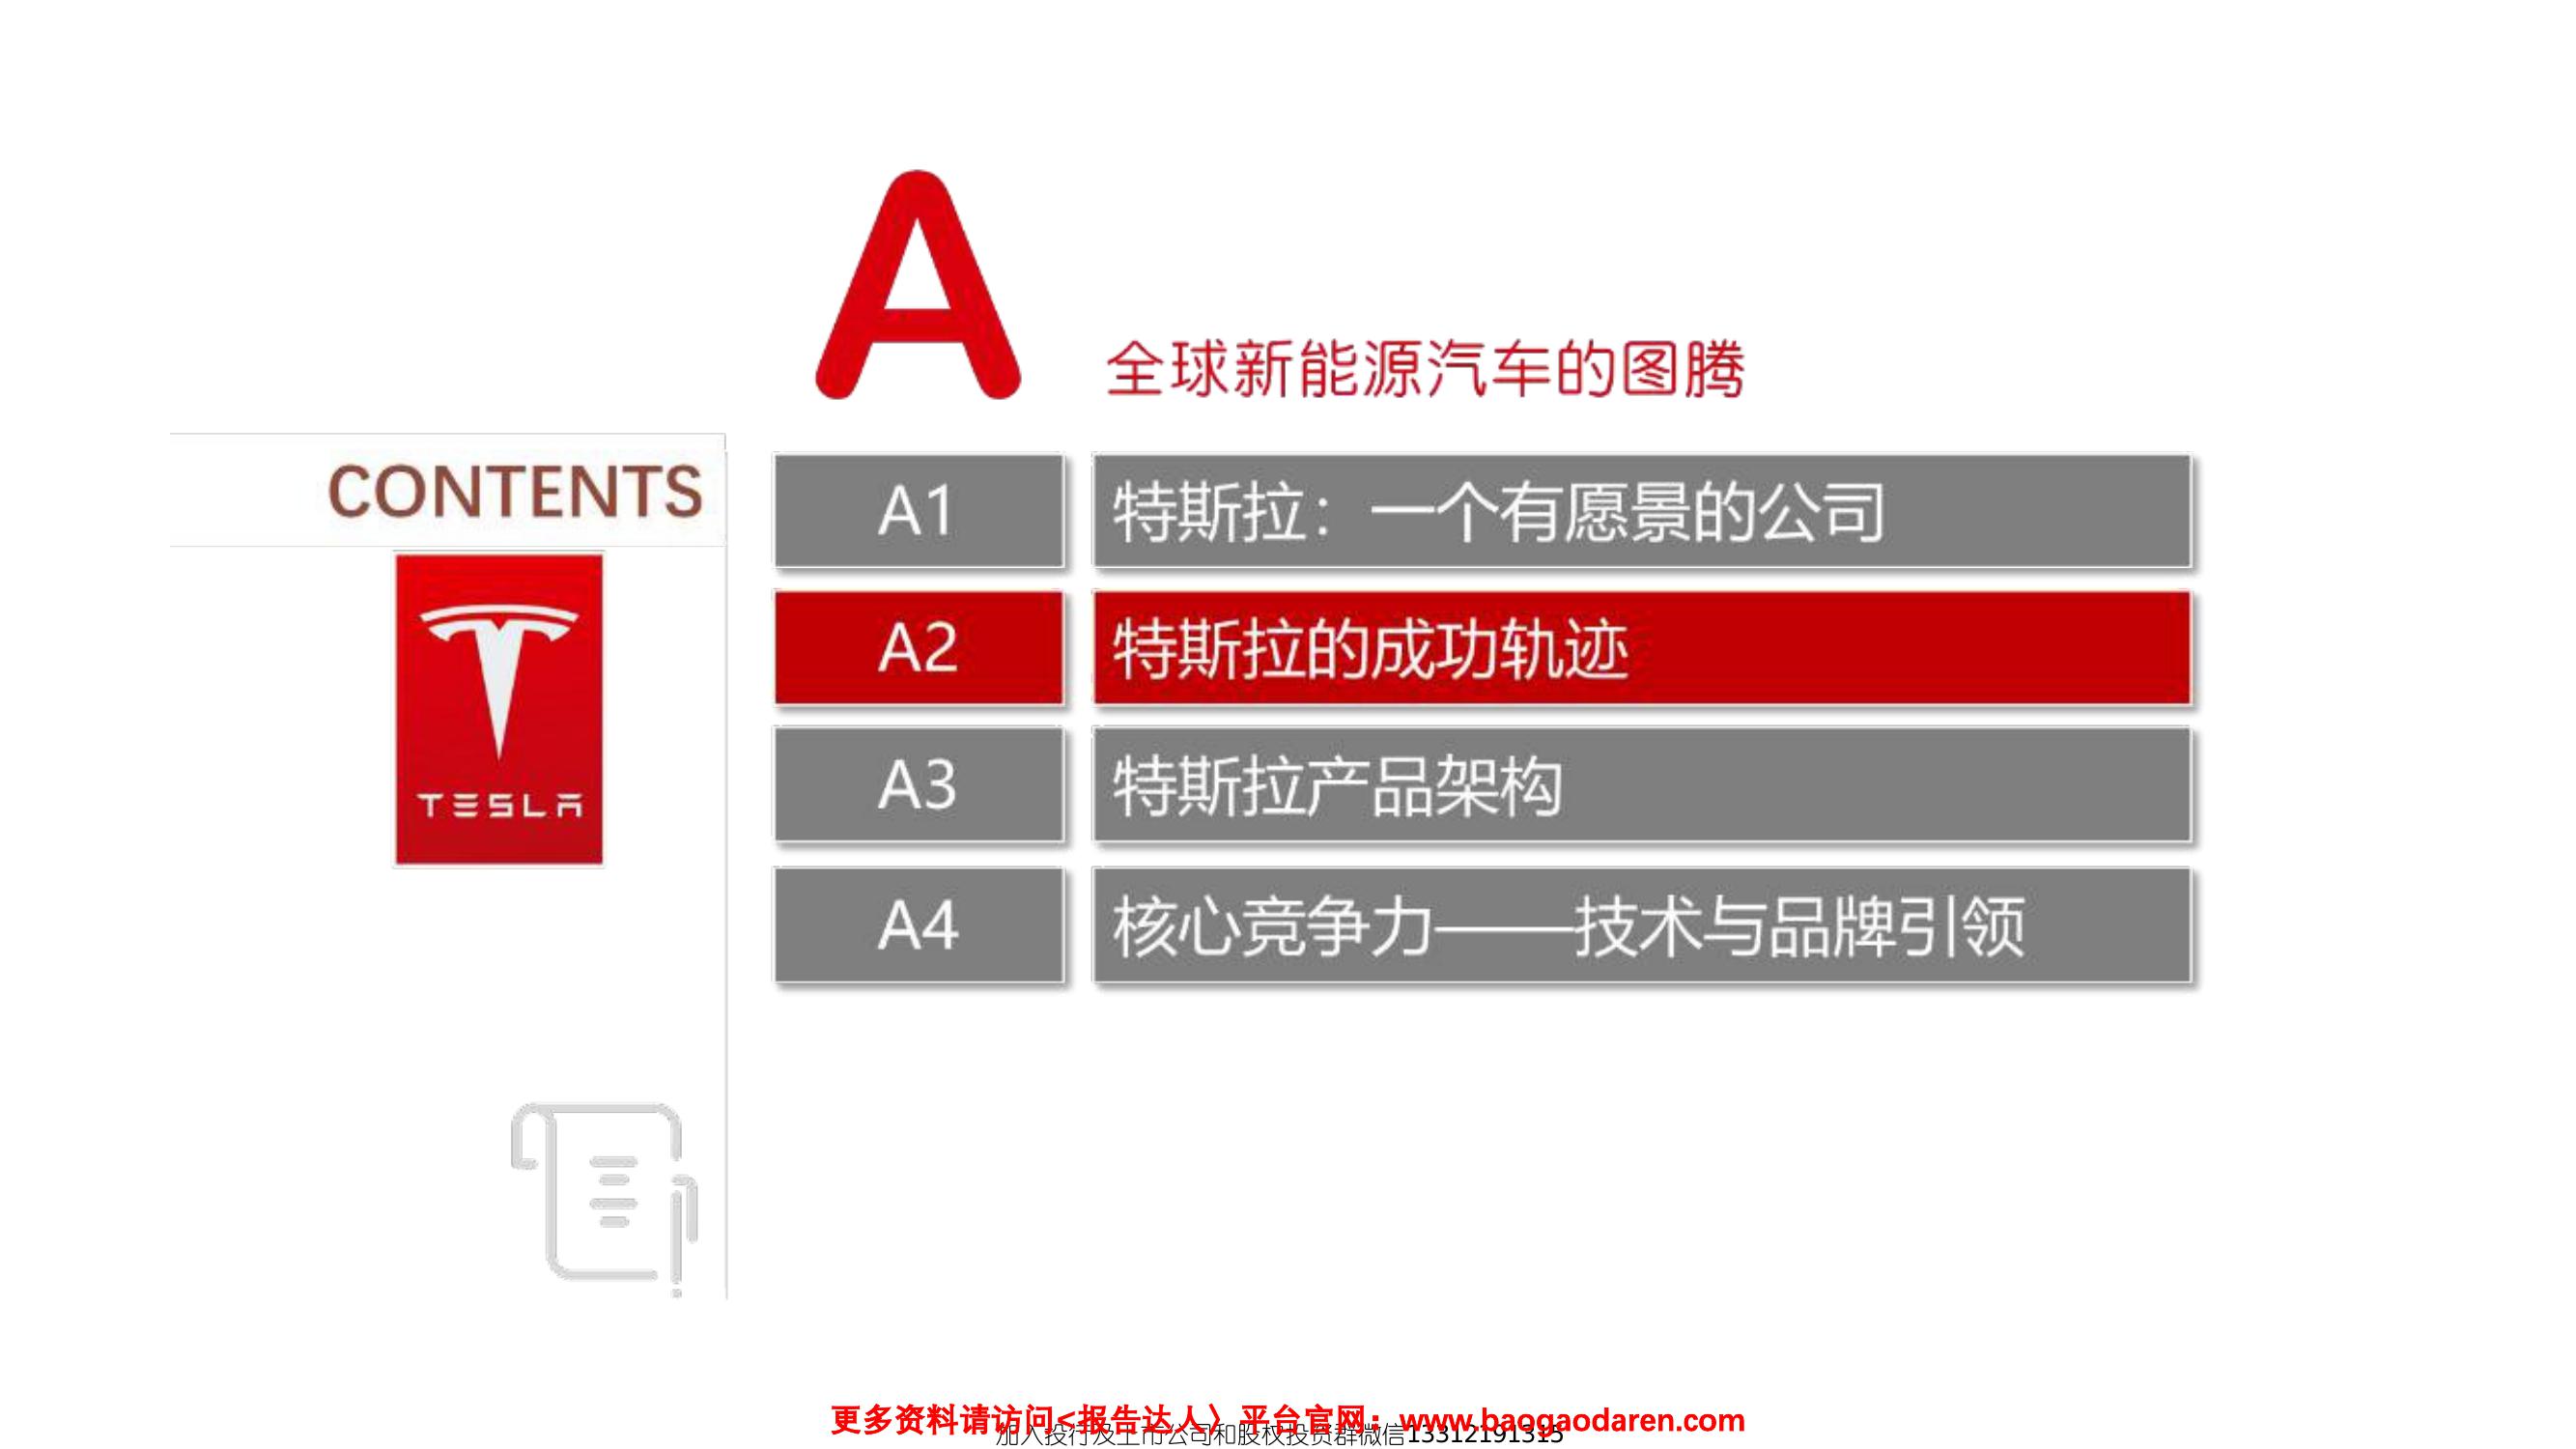 A
全球新能源汽车的图腾
CONTENTS
TESLA
A1 特斯拉：一个有愿景的公司
A2 特斯拉的成功轨迹
A3 特斯拉产品架构
A4 核心竞争力——技术与品牌引领
更多资料请访问<报告达人〉平台官网：www.baogaodaren.com
加入投行及上市公司和股权投资群微信13312191315